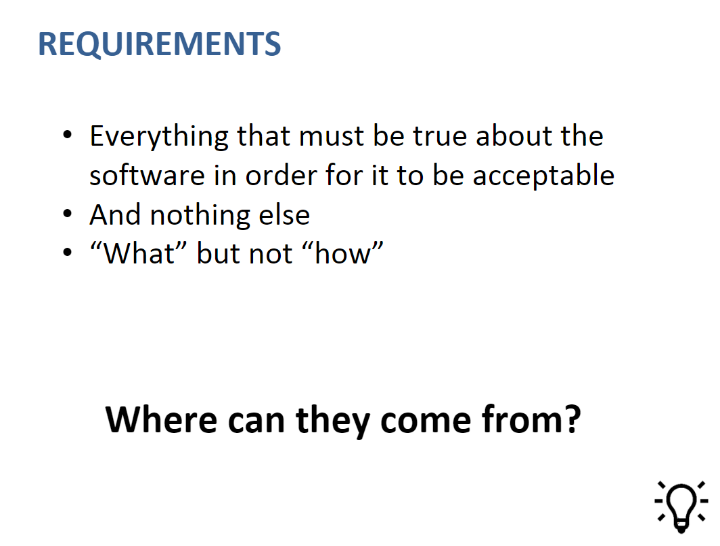 REQUIREMENTS
• Everything that must be true about the
software in order for it to be acceptable
• And nothing else
• “What” but not “how”
Where can they come from?